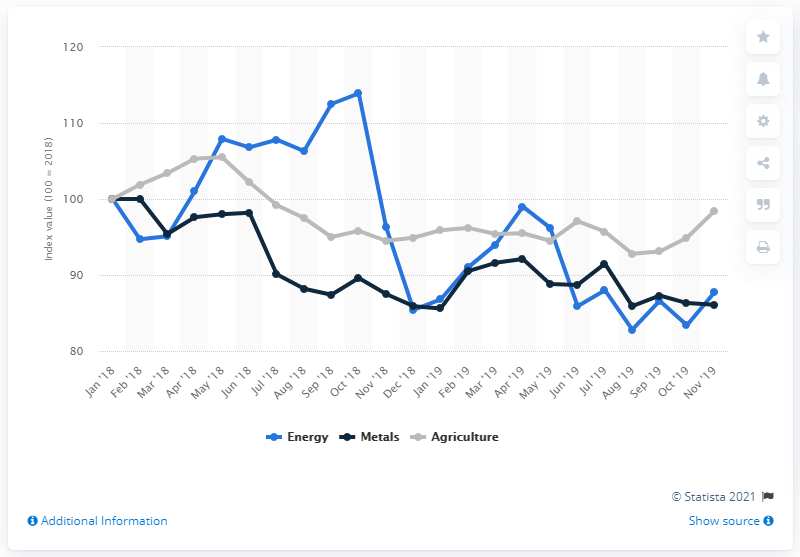 120
110
100
90
80
Index value (100 = 2018)
Jan '18
Feb '18
Mar '18
Apr '18
May '18
Jun '18
Jul '18
Aug '18
Sep '18
Oct '18
Nov '18
Dec '18
Jan '19
Feb '19
Mar '19
Apr '19
May '19
Jun '19
Jul '19
Aug '19
Sep '19
Oct '19
Nov '19
Energy Metals Agriculture
© Statista 2021
Additional Information Show source